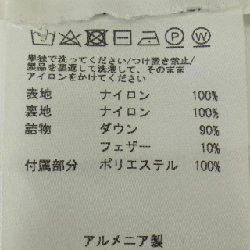 単独で洗ってください/つけ置き禁止/
製品を裏返して洗濯して、そのまま
アイロンをかけてください
表地 ナイロン 100%
裏地 ナイロン 100%
詰物 ダウン 90%
フェザー 10%
付属部分 ポリエステル 100%
アルメニア製